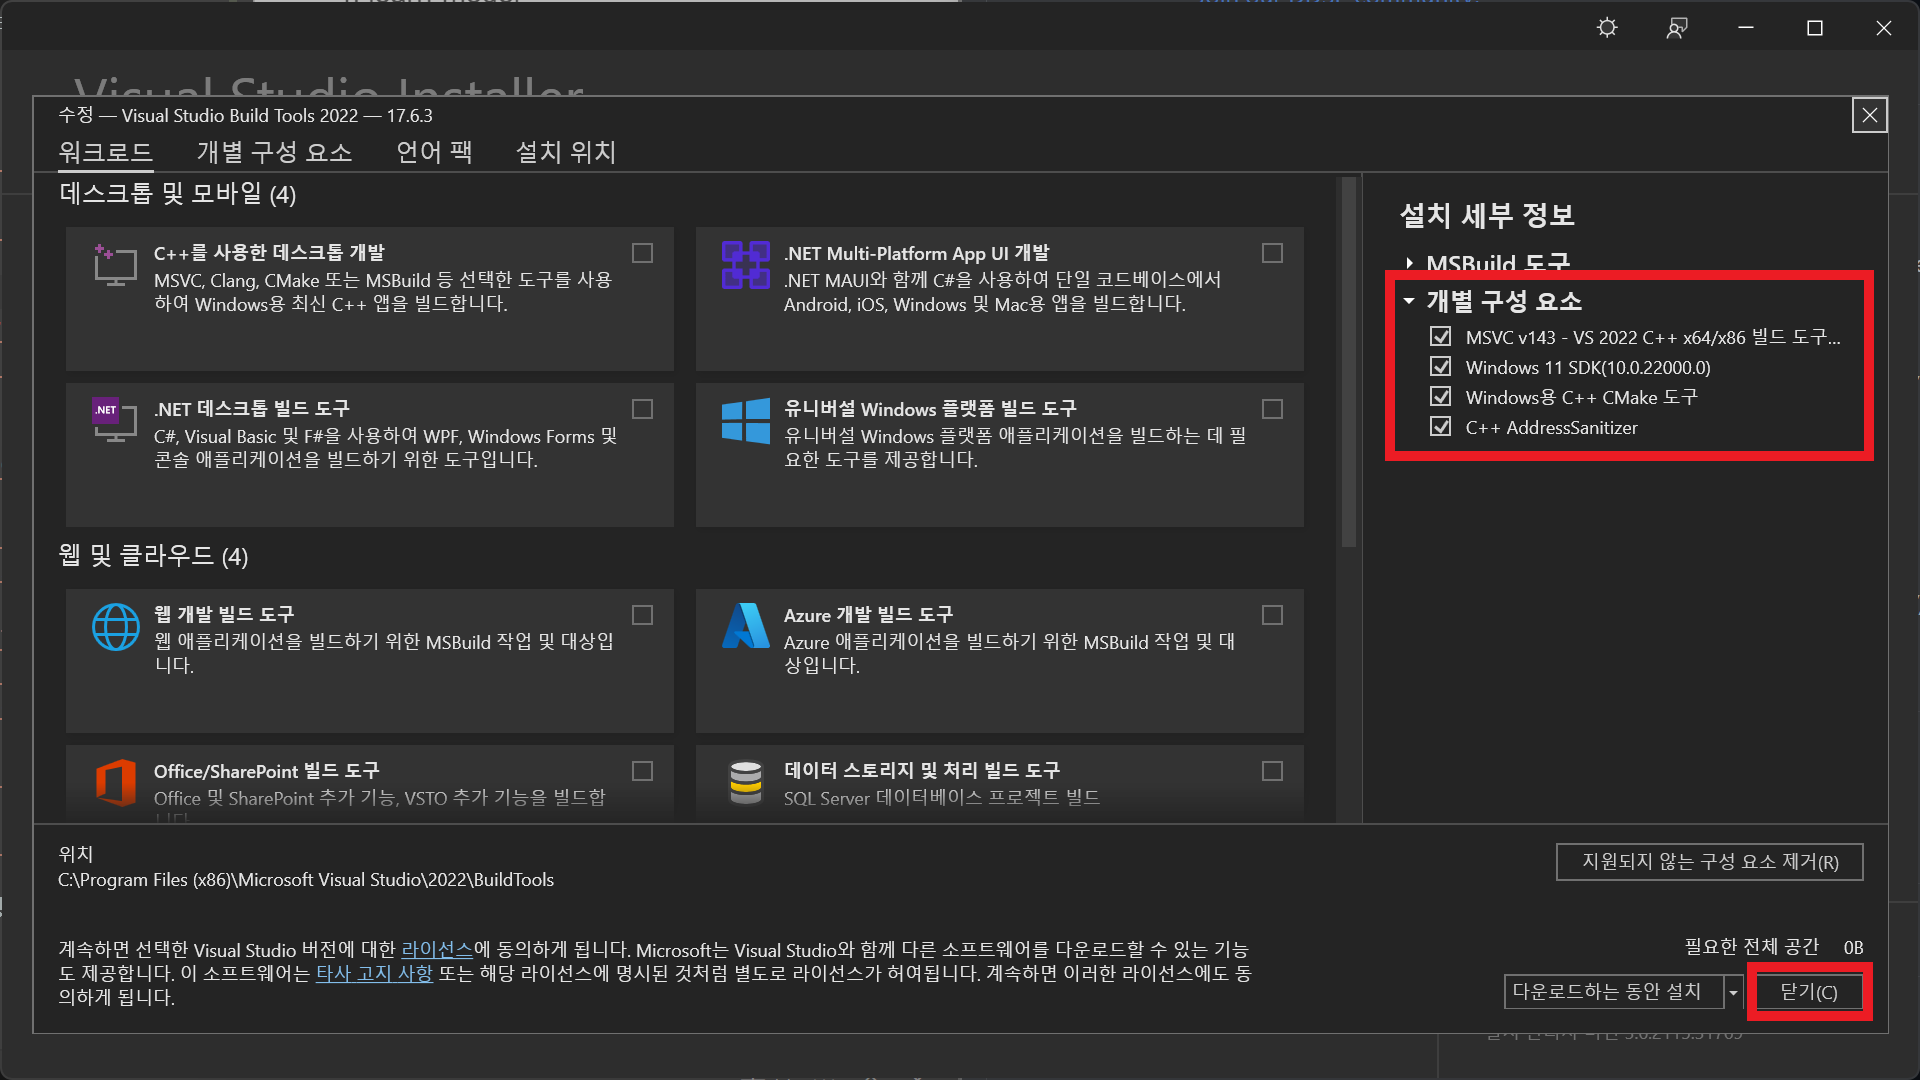 Visual Studio Installer
수정 — Visual Studio Build Tools 2022 — 17.6.3
워크로드 개별 구성 요소 언어 팩 설치 위치
데스크톱 및 모바일 (4)
C++를 사용한 데스크톱 개발
MSVC, Clang, CMake 또는 MSBuild 등 선택한 도구를 사용
하여 Windows용 최신 C++ 앱을 빌드합니다.
.NET Multi-Platform App UI 개발
.NET MAUI와 함께 C#을 사용하여 단일 코드베이스에서
Android, iOS, Windows 및 Mac용 앱을 빌드합니다.
.NET
.NET 데스크톱 빌드 도구
C#, Visual Basic 및 F#을 사용하여 WPF, Windows Forms 및
콘솔 애플리케이션을 빌드하기 위한 도구입니다.
유니버설 Windows 플랫폼 빌드 도구
유니버설 Windows 플랫폼 애플리케이션을 빌드하는 데 필
요한 도구를 제공합니다.
웹 및 클라우드 (4)
웹 개발 빌드 도구
웹 애플리케이션을 빌드하기 위한 MSBuild 작업 및 대상입
니다.
Azure 개발 빌드 도구
Azure 애플리케이션을 빌드하기 위한 MSBuild 작업 및 대
상입니다.
Office/SharePoint 빌드 도구
Office 및 SharePoint 추가 기능, VSTO 추가 기능을 빌드합
니다.
데이터 스토리지 및 처리 빌드 도구
SQL Server 데이터베이스 프로젝트 빌드
설치 세부 정보
MSBuild 도구
개별 구성 요소
MSVC v143 - VS 2022 C++ x64/x86 빌드 도구...
Windows 11 SDK(10.0.22000.0)
Windows용 C++ CMake 도구
C++ AddressSanitizer
위치
C:\Program Files (x86)\Microsoft Visual Studio\2022\BuildTools
지원되지 않는 구성 요소 제거(R)
계속하면 선택한 Visual Studio 버전에 대한 라이선스에 동의하게 됩니다. Microsoft는 Visual Studio와 함께 다른 소프트웨어를 다운로드할 수 있는 기능
도 제공합니다. 이 소프트웨어는 타사 고지 사항 또는 해당 라이선스에 명시된 것처럼 별도로 라이선스가 허여됩니다. 계속하면 이러한 라이선스에도 동
의하게 됩니다.
필요한 전체 공간 0B
다운로드하는 동안 설치
닫기(C)